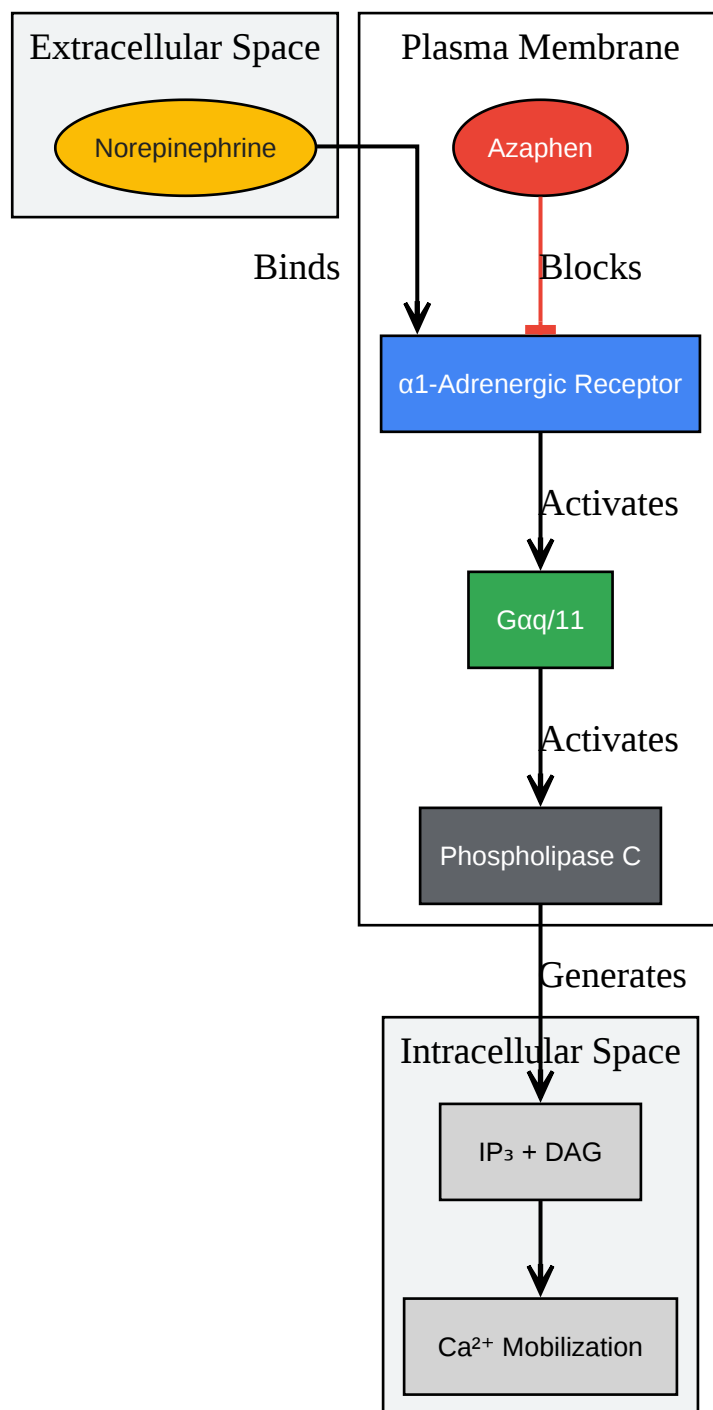 Extracellular Space
Plasma Membrane
Norepinephrine
Azaphen
Binds
Blocks
α1-Adrenergic Receptor
Activates
Gαq/11
Activates
Phospholipase C
Generates
Intracellular Space
IP₃ + DAG
Ca²⁺ Mobilization